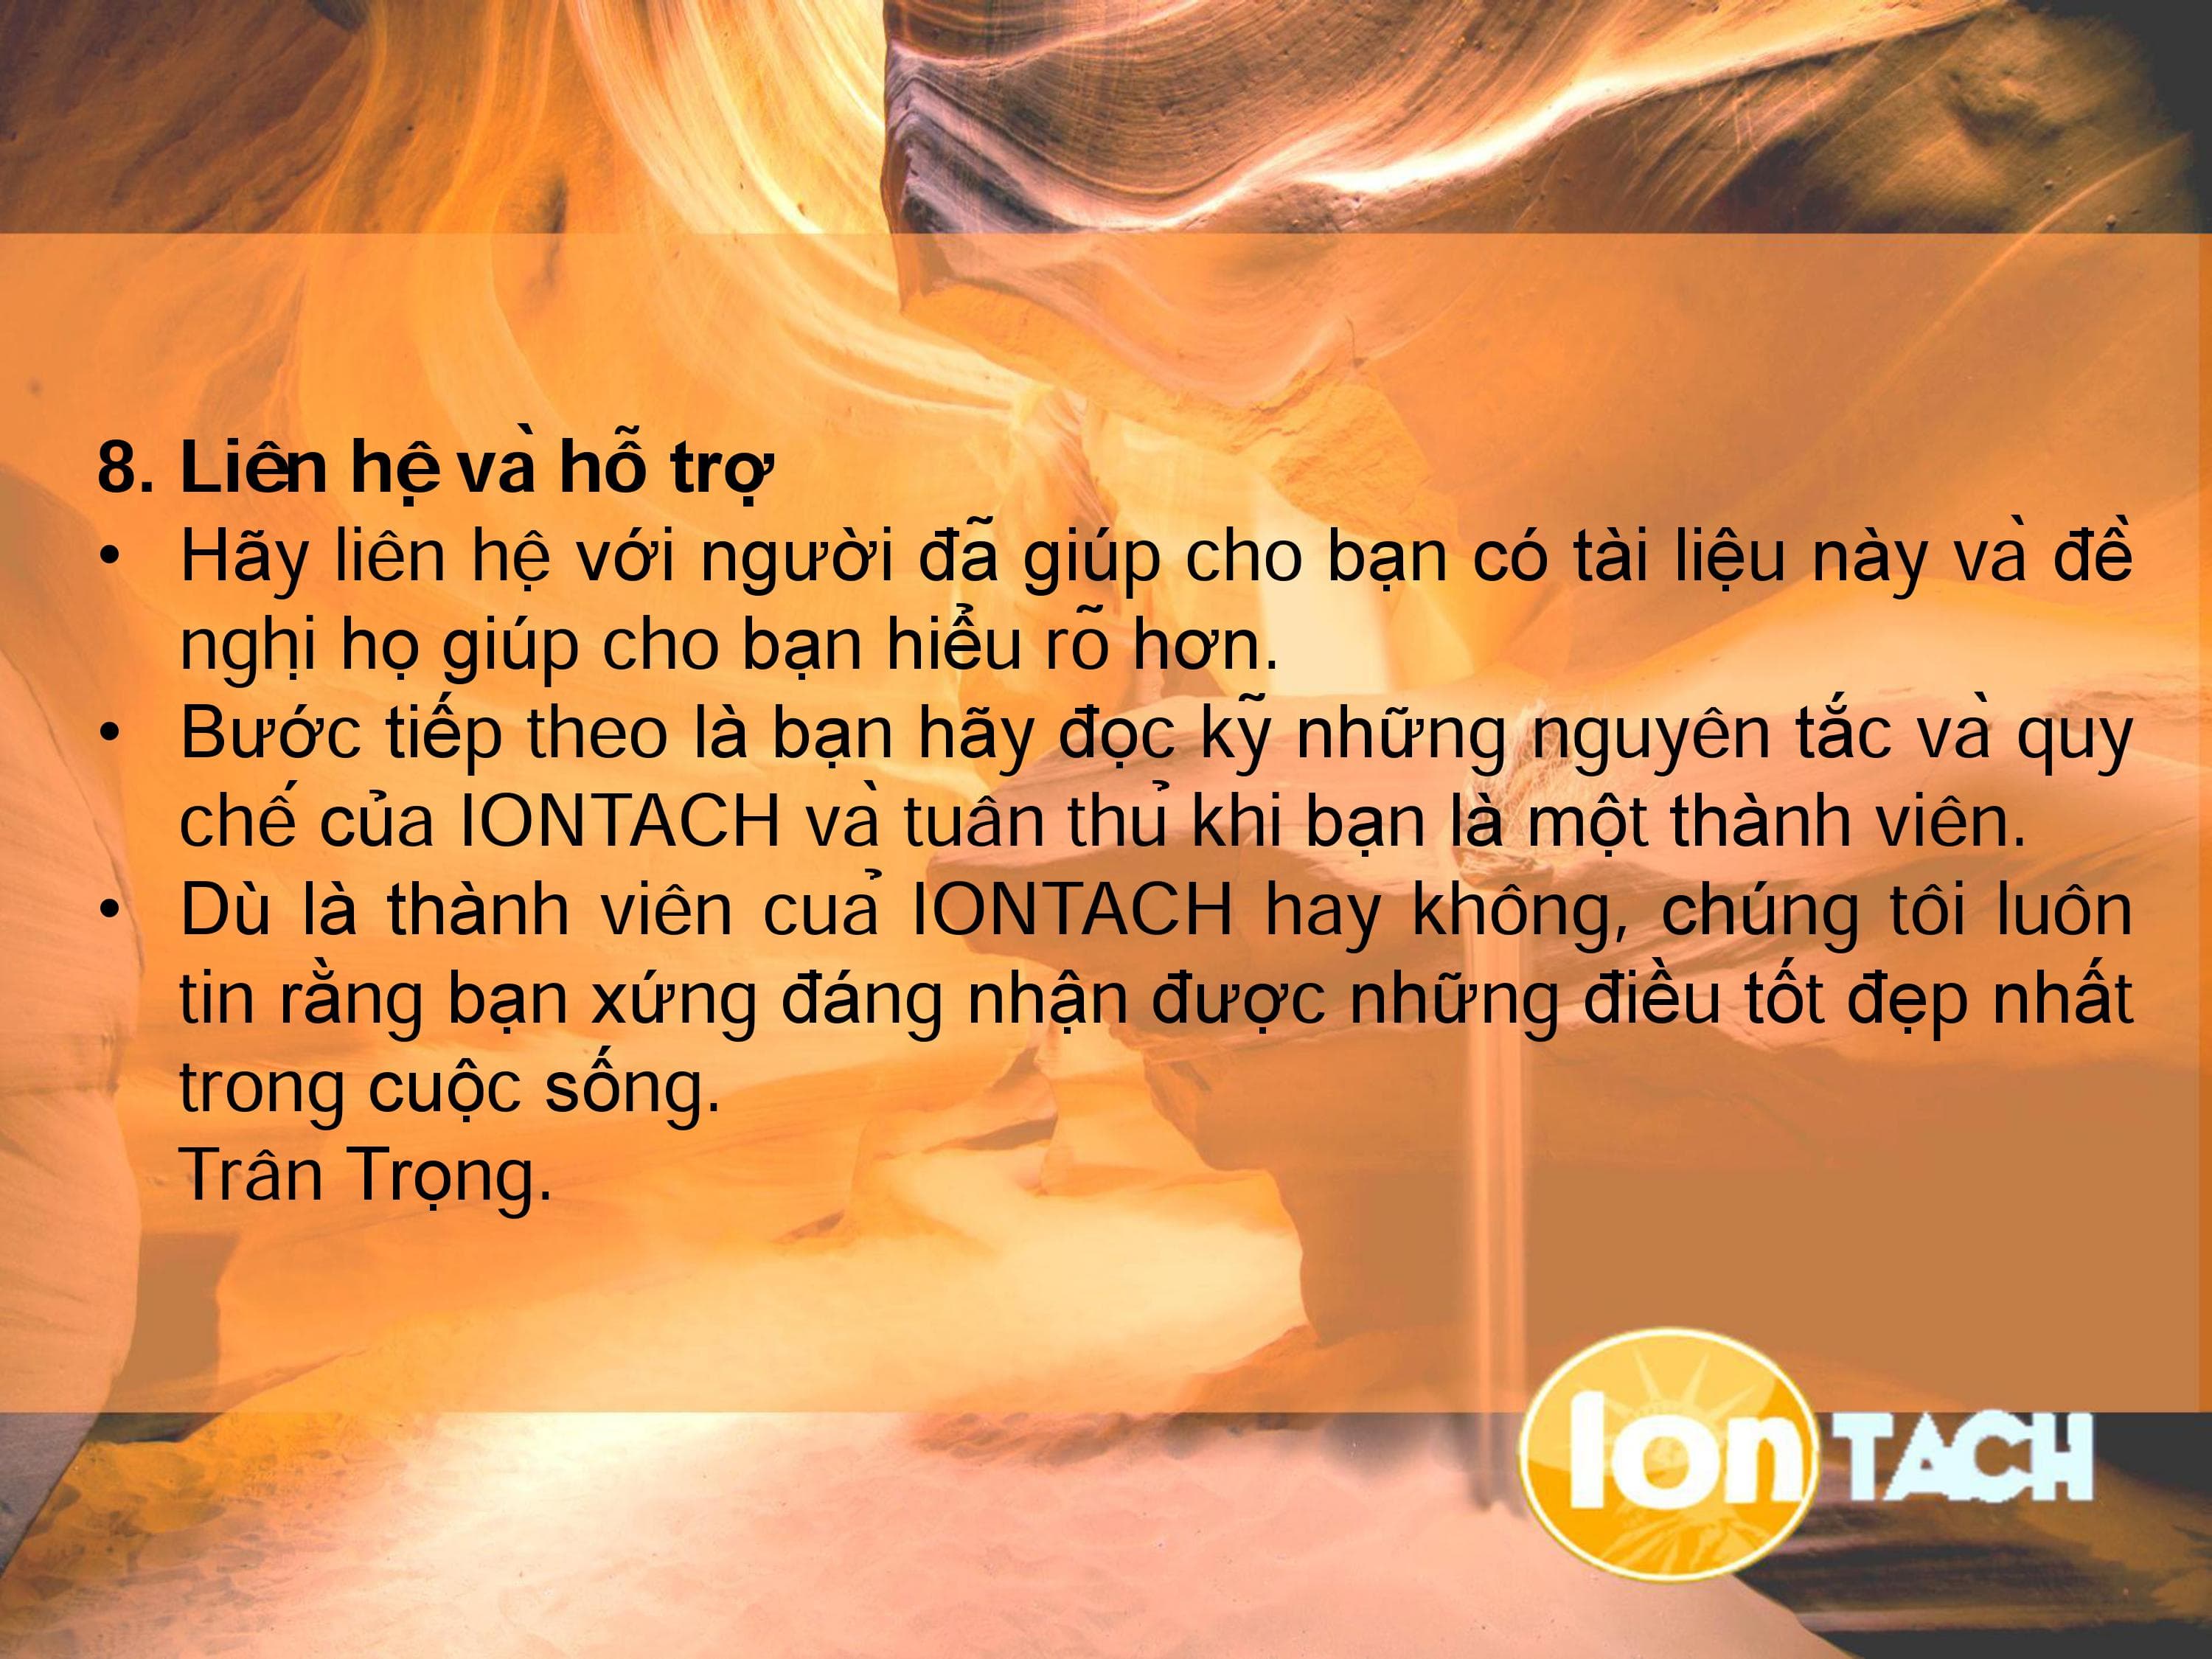 8. Liên hệ và hỗ trợ
• Hãy liên hệ với người đã giúp cho bạn có tài liệu này và đề
nghị họ giúp cho bạn hiểu rõ hơn.
• Bước tiếp theo là bạn hãy đọc kỹ những nguyên tắc và quy
chế của IONTACH và tuân thủ khi bạn là một thành viên.
• Dù là thành viên cuả IONTACH hay không, chúng tôi luôn
tin rằng bạn xứng đáng nhận được những điều tốt đẹp nhất
trong cuộc sống.
Trân Trọng.
Ion TACH